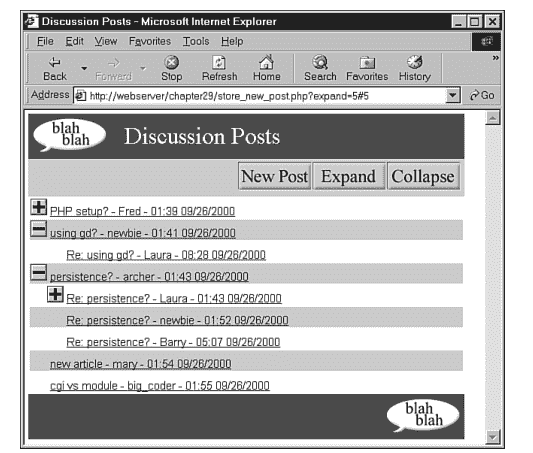 Discussion Posts - Microsoft Internet Explorer
File Edit View Favorites Tools Help
Back Forward Stop Refresh Home Search Favorites History »
Address http://webserver/chapter29/store_new_post.php?expand=5#5 Go
blah
blah
Discussion Posts
New Post Expand Collapse
PHP setup? - Fred - 01:39 09/26/2000
using gd? - newbie - 01:41 09/26/2000
Re: using gd? - Laura - 08:28 09/26/2000
persistence? - archer - 01:43 09/26/2000
Re: persistence? - Laura - 01:43 09/26/2000
Re: persistence? - newbie - 01:52 09/26/2000
Re: persistence? - Barry - 05:07 09/26/2000
new article - mary - 01:54 09/26/2000
cgi vs module - big_coder - 01:55 09/26/2000
blah
blah